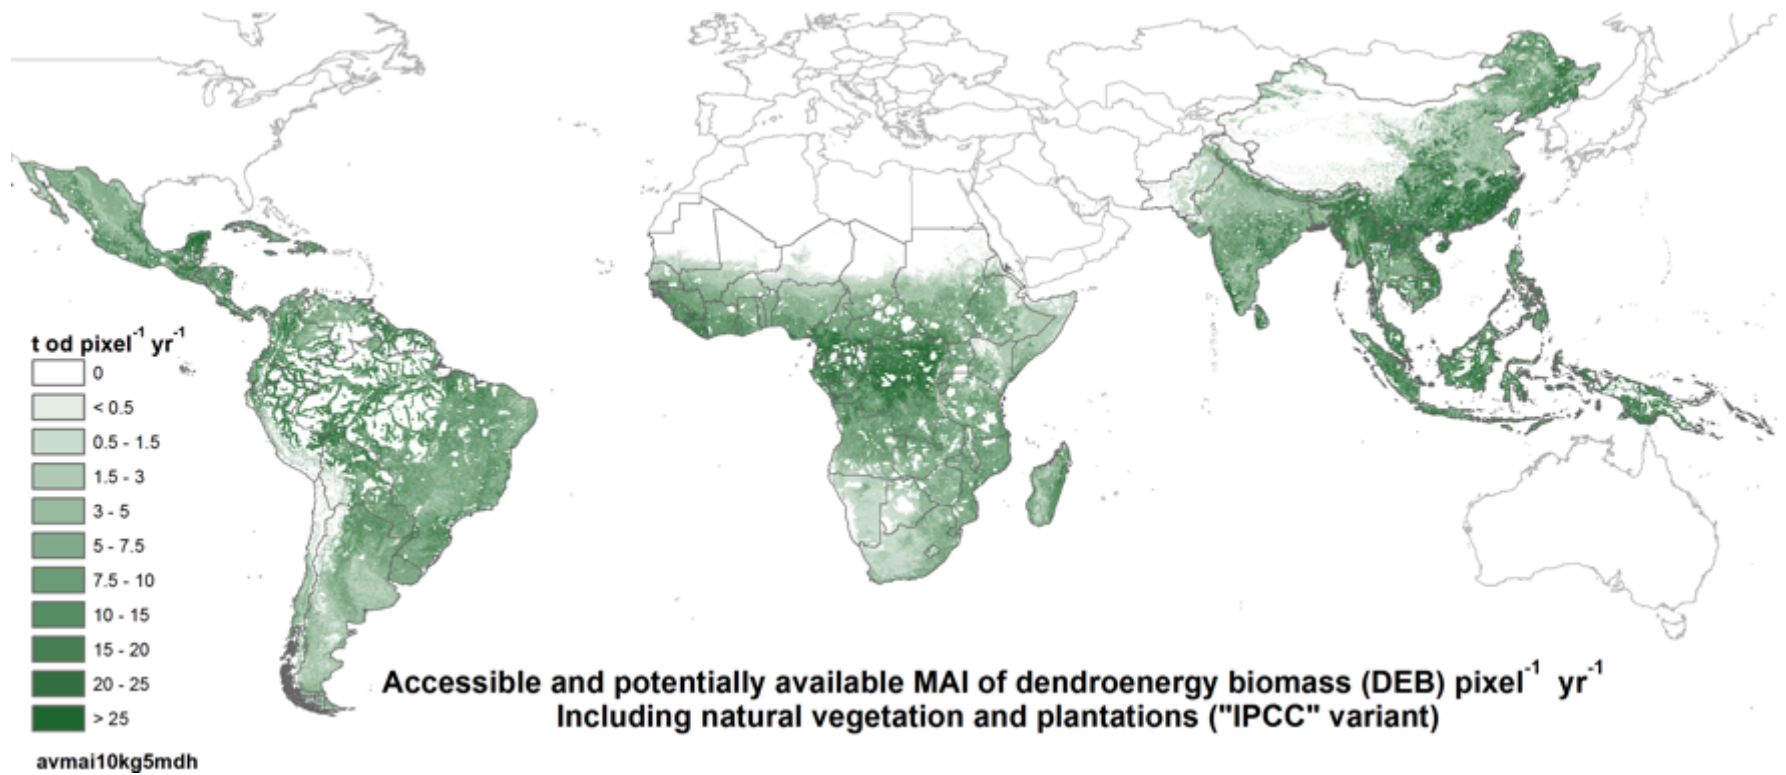 t od pixel⁻¹ yr⁻¹
0
< 0.5
0.5 - 1.5
1.5 - 3
3 - 5
5 - 7.5
7.5 - 10
10 - 15
15 - 20
20 - 25
> 25
avmai10kg5mdh
Accessible and potentially available MAI of dendroenergy biomass (DEB) pixel⁻¹ yr⁻¹
Including natural vegetation and plantations ("IPCC" variant)